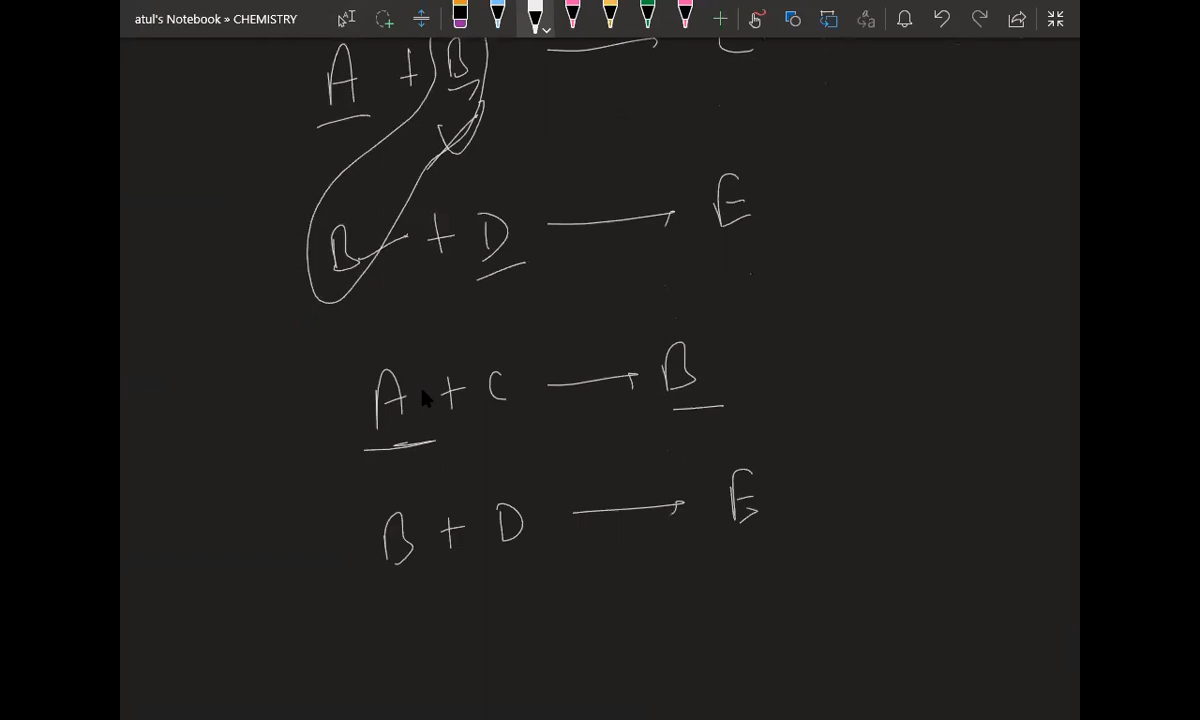 atul's Notebook » CHEMISTRY
A + B ⟶ C
B + D ⟶ E
A + C ⟶ B
B + D ⟶ E